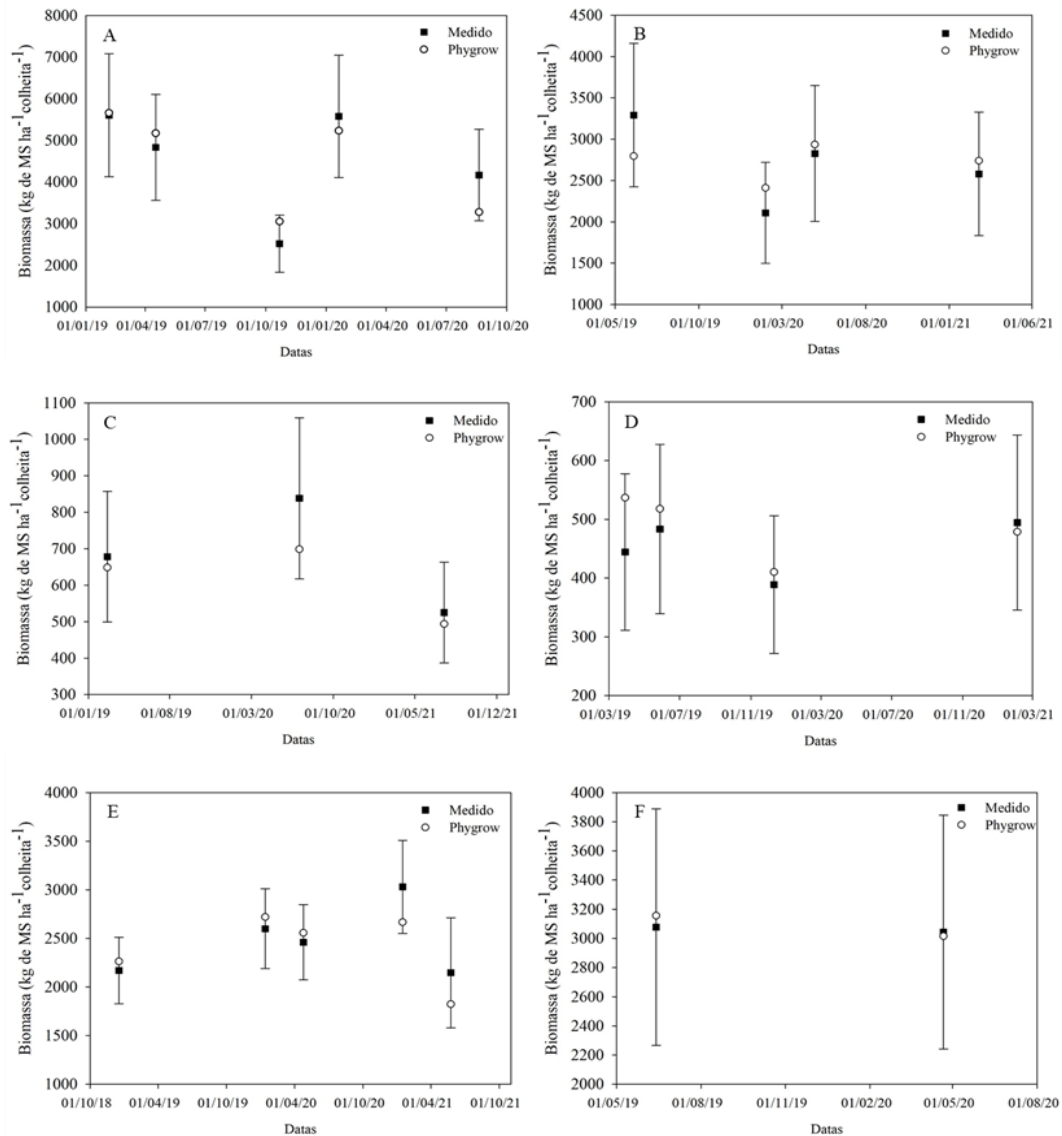 A
Medido
Phygrow
Biomassa (kg de MS ha⁻¹colheita⁻¹)
8000
7000
6000
5000
4000
3000
2000
1000
01/01/19 01/04/19 01/07/19 01/10/19 01/01/20 01/04/20 01/07/20 01/10/20
Datas
B
Medido
Phygrow
Biomassa (kg de MS ha⁻¹colheita⁻¹)
4500
4000
3500
3000
2500
2000
1500
1000
01/05/19 01/10/19 01/03/20 01/08/20 01/01/21 01/06/21
Datas
C
Medido
Phygrow
Biomassa (kg de MS ha⁻¹colheita⁻¹)
1100
1000
900
800
700
600
500
400
300
01/01/19 01/08/19 01/03/20 01/10/20 01/05/21 01/12/21
Datas
D
Medido
Phygrow
Biomassa (kg de MS ha⁻¹colheita⁻¹)
700
600
500
400
300
200
01/03/19 01/07/19 01/11/19 01/03/20 01/07/20 01/11/20 01/03/21
Datas
E
Medido
Phygrow
Biomassa (kg de MS ha⁻¹colheita⁻¹)
4000
3500
3000
2500
2000
1500
1000
01/10/18 01/04/19 01/10/19 01/04/20 01/10/20 01/04/21 01/10/21
Datas
F
Medido
Phygrow
Biomassa (kg de MS ha⁻¹colheita⁻¹)
4000
3800
3600
3400
3200
3000
2800
2600
2400
2200
2000
01/05/19 01/08/19 01/11/19 01/02/20 01/05/20 01/08/20
Datas